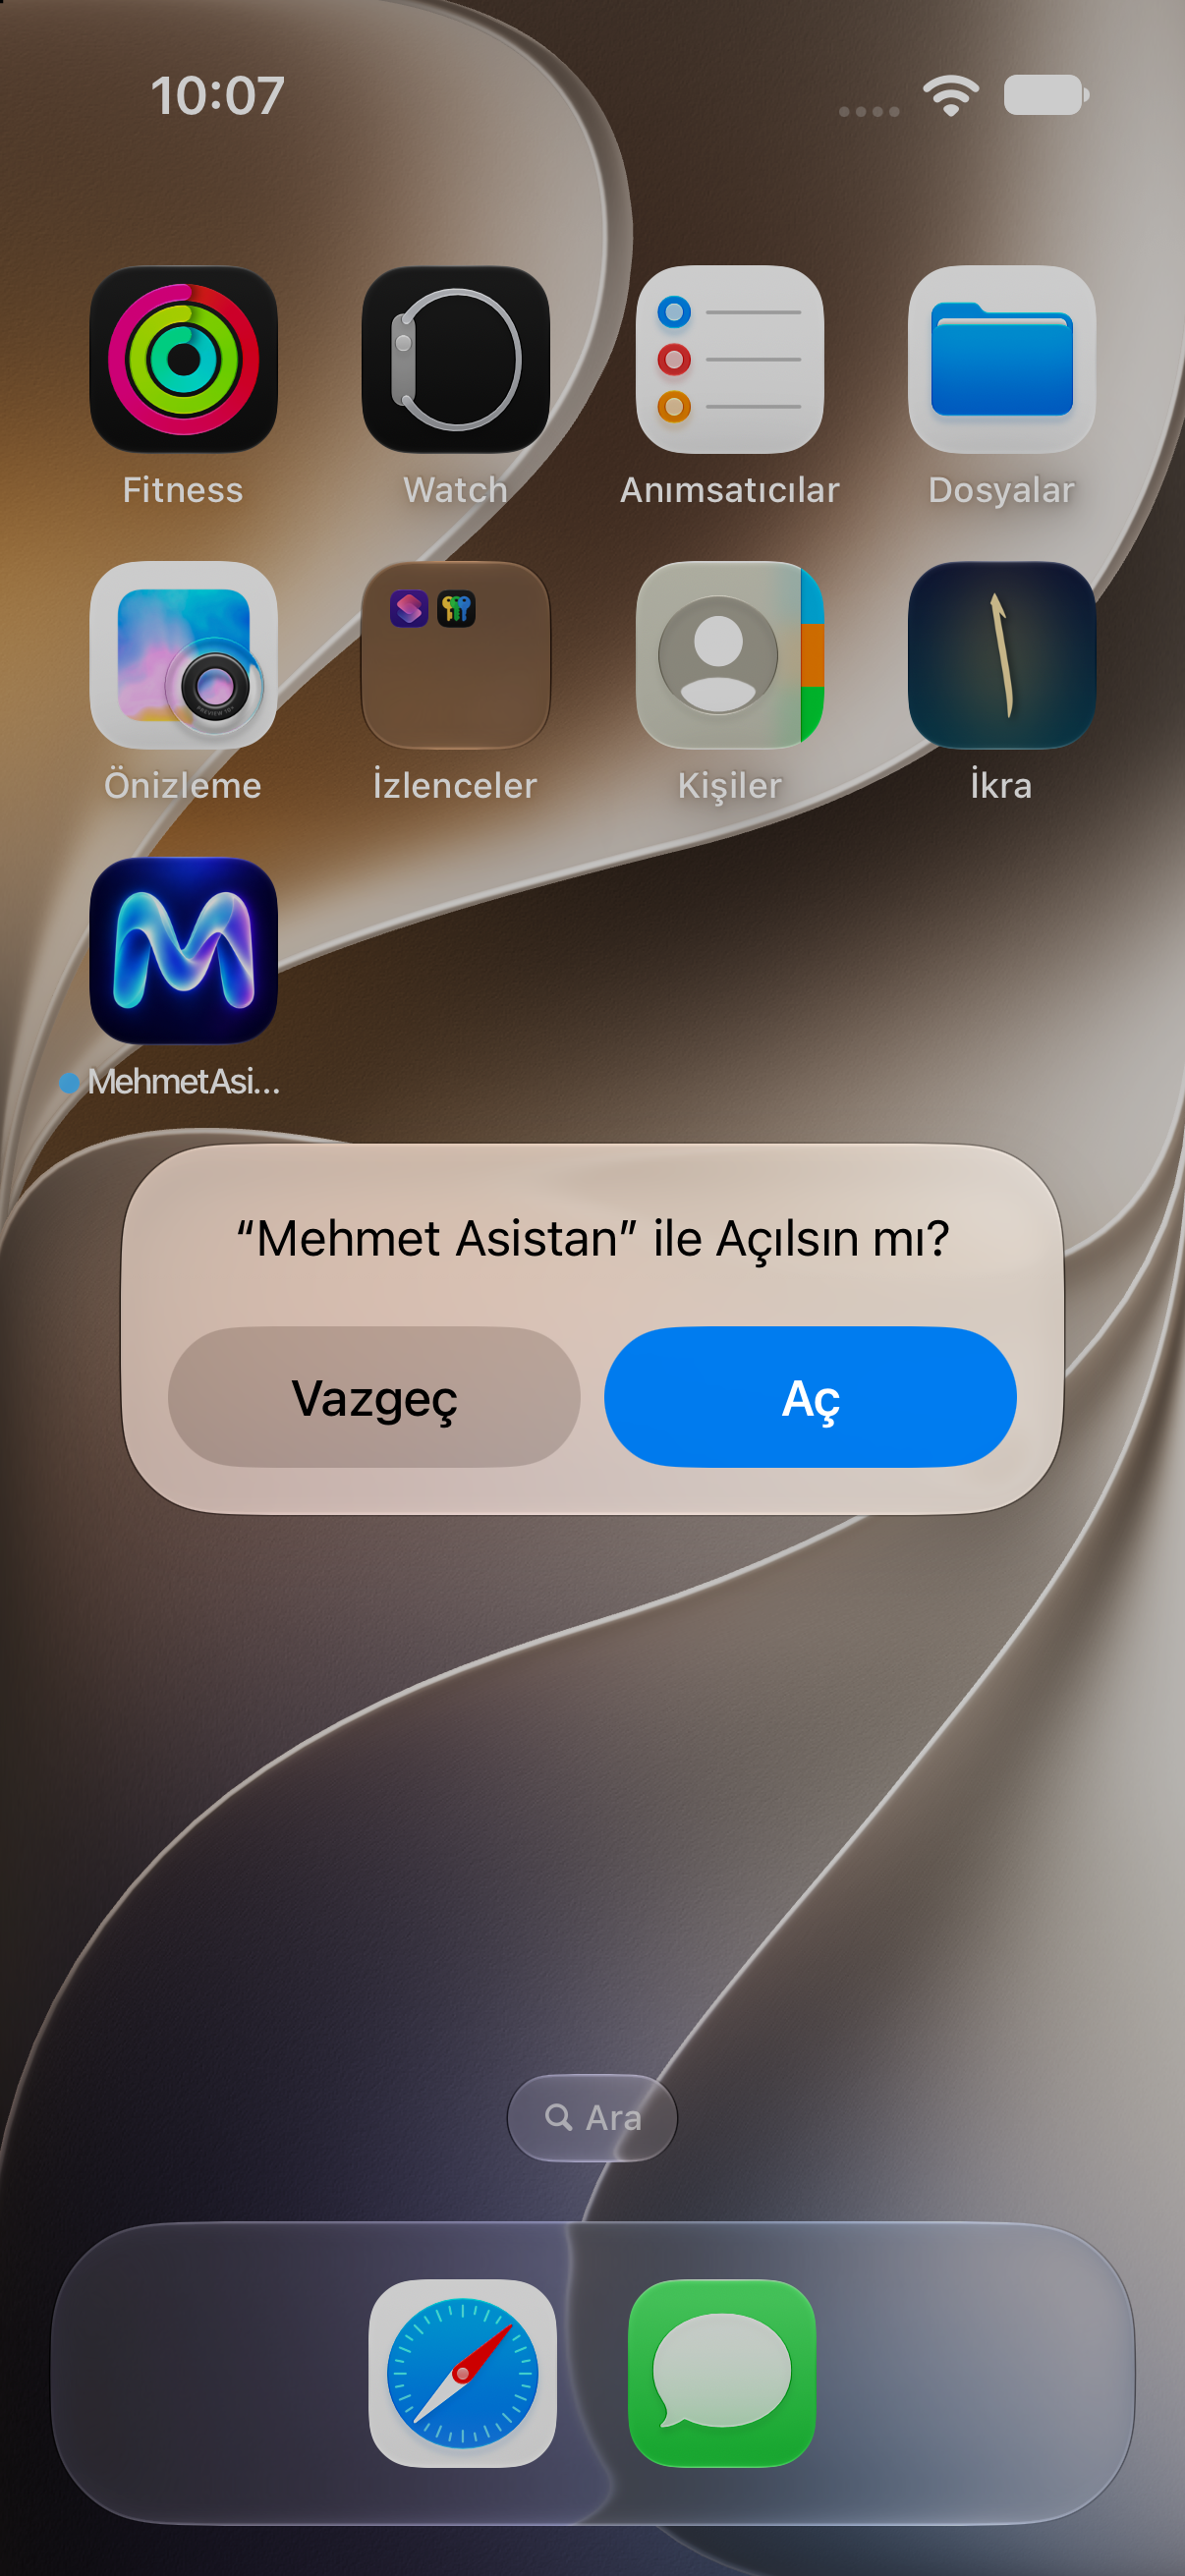 10:07
Fitness
Watch
Anımsatıcılar
Dosyalar
Önizleme
İzlenceler
Kişiler
İkra
MehmetAsi...
“Mehmet Asistan” ile Açılsın mı?
Vazgeç
Aç
Ara